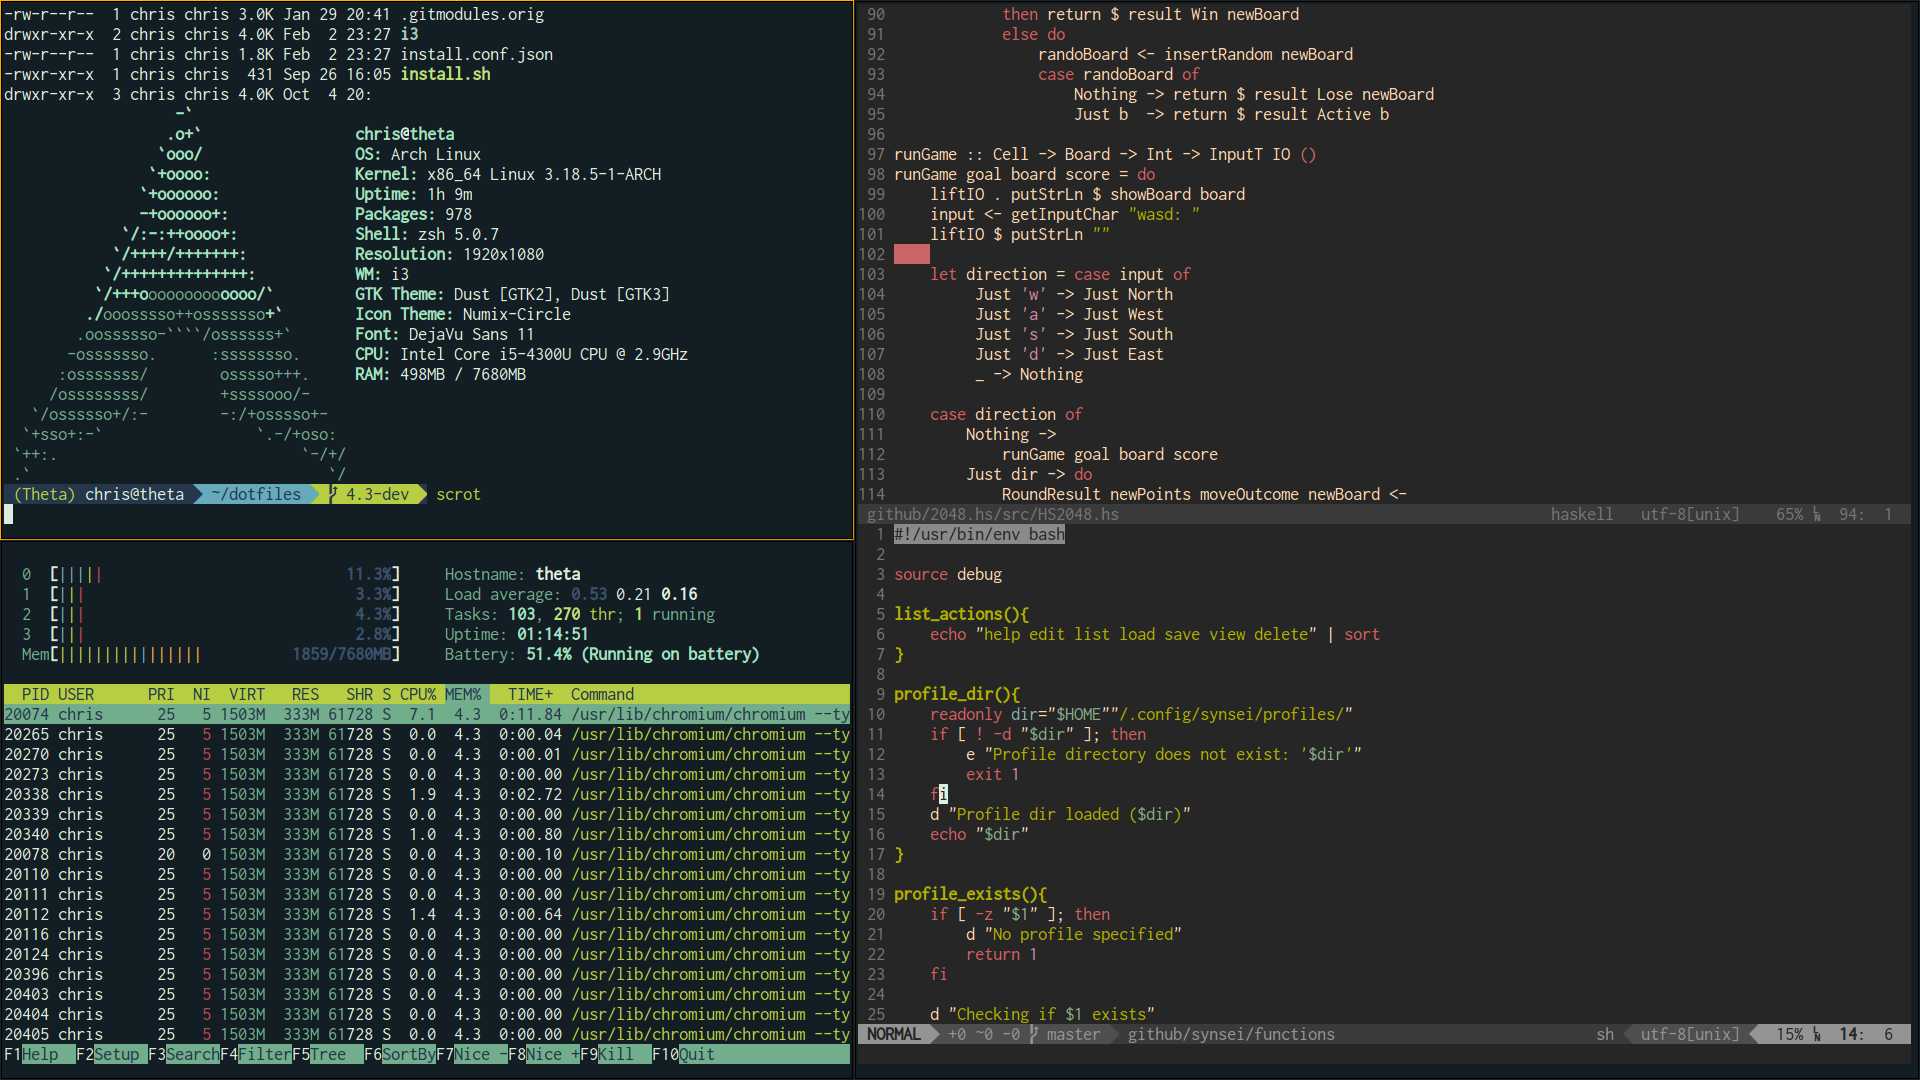 -rw-r--r--  1 chris chris 3.0K Jan 29 20:41 .gitmodules.orig
drwxr-xr-x  2 chris chris 4.0K Feb  2 23:27 i3
-rw-r--r--  1 chris chris 1.8K Feb  2 23:27 install.conf.json
-rwxr-xr-x  1 chris chris  431 Sep 26 16:05 install.sh
drwxr-xr-x  3 chris chris 4.0K Oct  4 20:
                   -`
                  .o+`                 chris@theta
                 `ooo/                 OS: Arch Linux
                `+oooo:                Kernel: x86_64 Linux 3.18.5-1-ARCH
               `+oooooo:               Uptime: 1h 9m
               -+oooooo+:              Packages: 978
             `/:-:++oooo+:             Shell: zsh 5.0.7
            `/++++/+++++++:            Resolution: 1920x1080
           `/++++++++++++++:           WM: i3
          `/+++ooooooooooooo/`         GTK Theme: Dust [GTK2], Dust [GTK3]
         ./ooosssso++osssssso+`        Icon Theme: Numix-Circle
        .oossssso-````/ossssss+`       Font: DejaVu Sans 11
       -osssssso.      :ssssssso.      CPU: Intel Core i5-4300U CPU @ 2.9GHz
      :osssssss/        osssso+++.     RAM: 498MB / 7680MB
     /ossssssss/        +ssssooo/-
   `/ossssso+/:-        -:/+osssso+-
  `+sso+:-`                 `.-/+oso:
 `++:.                           `-/+/
 .`                                 `/
(Theta) chris@theta ~/dotfiles 4.3-dev scrot
0  [|||||                           11.3%]     Hostname: theta
1  [|||                              3.3%]     Load average: 0.53 0.21 0.16
2  [|||                              4.3%]     Tasks: 103, 270 thr; 1 running
3  [|||                              2.8%]     Uptime: 01:14:51
Mem[||||||||||||||||          1859/7680MB]     Battery: 51.4% (Running on battery)
  PID USER      PRI  NI  VIRT   RES   SHR S CPU% MEM%   TIME+  Command
20074 chris      25   5 1503M  333M 61728 S  7.1  4.3  0:11.84 /usr/lib/chromium/chromium --ty
20265 chris      25   5 1503M  333M 61728 S  0.0  4.3  0:00.04 /usr/lib/chromium/chromium --ty
20270 chris      25   5 1503M  333M 61728 S  0.0  4.3  0:00.01 /usr/lib/chromium/chromium --ty
20273 chris      25   5 1503M  333M 61728 S  0.0  4.3  0:00.00 /usr/lib/chromium/chromium --ty
20338 chris      25   5 1503M  333M 61728 S  1.9  4.3  0:02.72 /usr/lib/chromium/chromium --ty
20339 chris      25   5 1503M  333M 61728 S  0.0  4.3  0:00.00 /usr/lib/chromium/chromium --ty
20340 chris      25   5 1503M  333M 61728 S  1.0  4.3  0:00.80 /usr/lib/chromium/chromium --ty
20078 chris      20   0 1503M  333M 61728 S  0.0  4.3  0:00.10 /usr/lib/chromium/chromium --ty
20110 chris      25   5 1503M  333M 61728 S  0.0  4.3  0:00.00 /usr/lib/chromium/chromium --ty
20111 chris      25   5 1503M  333M 61728 S  0.0  4.3  0:00.00 /usr/lib/chromium/chromium --ty
20112 chris      25   5 1503M  333M 61728 S  1.4  4.3  0:00.64 /usr/lib/chromium/chromium --ty
20116 chris      25   5 1503M  333M 61728 S  0.0  4.3  0:00.00 /usr/lib/chromium/chromium --ty
20124 chris      25   5 1503M  333M 61728 S  0.0  4.3  0:00.00 /usr/lib/chromium/chromium --ty
20396 chris      25   5 1503M  333M 61728 S  0.0  4.3  0:00.00 /usr/lib/chromium/chromium --ty
20403 chris      25   5 1503M  333M 61728 S  0.0  4.3  0:00.00 /usr/lib/chromium/chromium --ty
20404 chris      25   5 1503M  333M 61728 S  0.0  4.3  0:00.00 /usr/lib/chromium/chromium --ty
20405 chris      25   5 1503M  333M 61728 S  0.0  4.3  0:00.00 /usr/lib/chromium/chromium --ty
F1Help  F2Setup F3SearchF4FilterF5Tree  F6SortByF7Nice -F8Nice +F9Kill  F10Quit
 90             then return $ result Win newBoard
 91             else do
 92                 randoBoard <- insertRandom newBoard
 93                 case randoBoard of
 94                     Nothing -> return $ result Lose newBoard
 95                     Just b  -> return $ result Active b
 96
 97 runGame :: Cell -> Board -> Int -> InputT IO ()
 98 runGame goal board score = do
 99     liftIO . putStrLn $ showBoard board
100     input <- getInputChar "wasd: "
101     liftIO $ putStrLn ""
102
103     let direction = case input of
104          Just 'w' -> Just North
105          Just 'a' -> Just West
106          Just 's' -> Just South
107          Just 'd' -> Just East
108          _ -> Nothing
109
110     case direction of
111         Nothing ->
112             runGame goal board score
113         Just dir -> do
114             RoundResult newPoints moveOutcome newBoard <-
github/2048.hs/src/HS2048.hs     haskell   utf-8[unix]    65%  94:  1
 1 #!/usr/bin/env bash
 2
 3 source debug
 4
 5 list_actions(){
 6     echo "help edit list load save view delete" | sort
 7 }
 8
 9 profile_dir(){
10     readonly dir="$HOME""/.config/synsei/profiles/"
11     if [ ! -d "$dir" ]; then
12         e "Profile directory does not exist: '$dir'"
13         exit 1
14     fi
15     d "Profile dir loaded ($dir)"
16     echo "$dir"
17 }
18
19 profile_exists(){
20     if [ -z "$1" ]; then
21         d "No profile specified"
22         return 1
23     fi
24
25     d "Checking if $1 exists"
NORMAL  +0 ~0 -0 master  github/synsei/functions     sh  utf-8[unix]  15%  14:  6